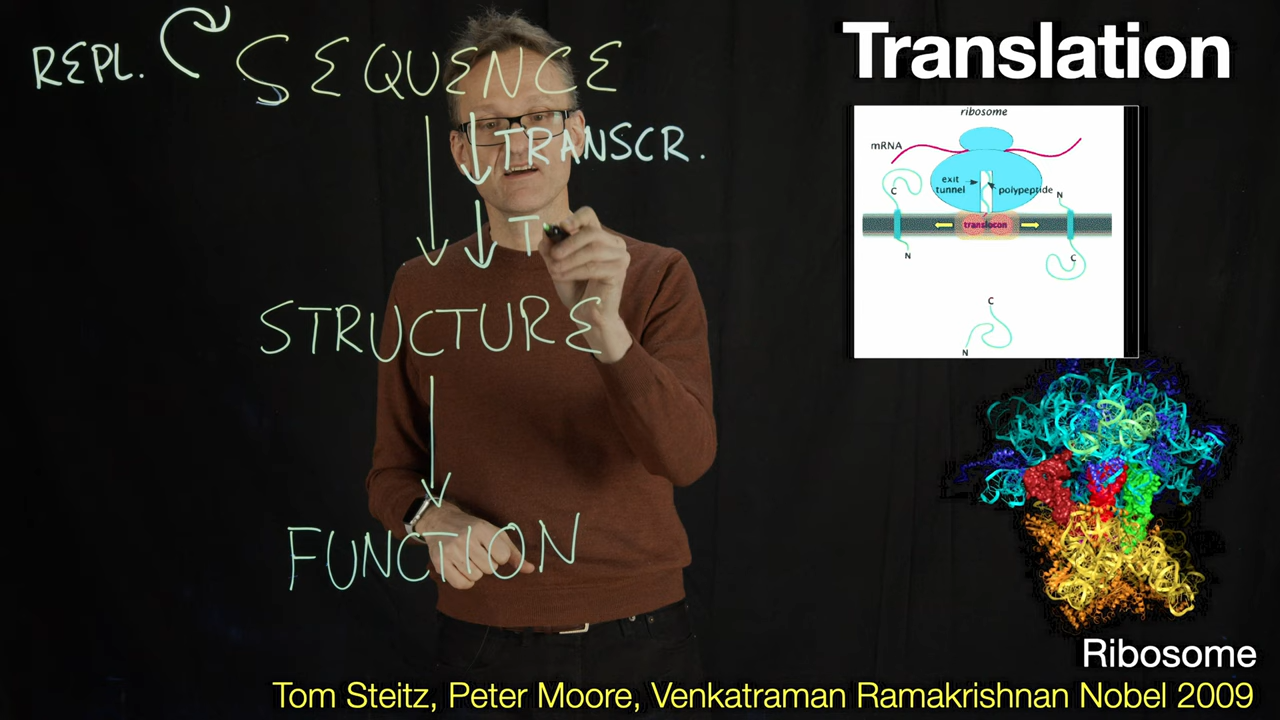 REPL. SEQUENCE
TRANSCR.
T
STRUCTURE
FUNCTION
Translation
ribosome
mRNA
exit
tunnel
polypeptide
C
N
translocon
N
C
C
N
Ribosome
Tom Steitz, Peter Moore, Venkatraman Ramakrishnan Nobel 2009